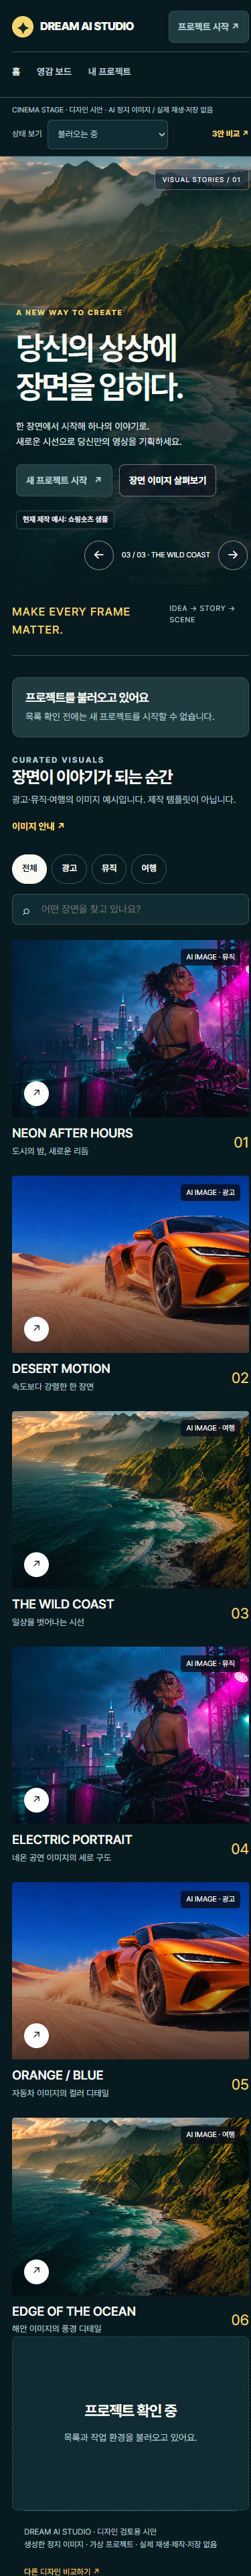 DREAM AI STUDIO
프로젝트 시작 ↗
홈 영감 보드 내 프로젝트
CINEMA STAGE · 디자인 시안 · AI 정지 이미지 / 실제 재생·저장 없음
상태 보기 불러오는 중 3안 비교 ↗
VISUAL STORIES / 01
A NEW WAY TO CREATE
당신의 상상에
장면을 입히다.
한 장면에서 시작해 하나의 이야기로.
새로운 시선으로 당신만의 영상을 기획하세요.
새 프로젝트 시작 ↗ 장면 이미지 살펴보기
현재 제작 예시: 쇼핑숏츠 샘플
← 03 / 03 · THE WILD COAST →
MAKE EVERY FRAME
MATTER.
IDEA → STORY →
SCENE
프로젝트를 불러오고 있어요
목록 확인 전에는 새 프로젝트를 시작할 수 없습니다.
CURATED VISUALS
장면이 이야기가 되는 순간
광고·뮤직·여행의 이미지 예시입니다. 제작 템플릿이 아닙니다.
이미지 안내 ↗
전체 광고 뮤직 여행
어떤 장면을 찾고 있나요?
AI IMAGE · 뮤직
↗
NEON AFTER HOURS
도시의 밤, 새로운 리듬
01
AI IMAGE · 광고
↗
DESERT MOTION
속도보다 강렬한 한 장면
02
AI IMAGE · 여행
↗
THE WILD COAST
일상을 벗어나는 시선
03
AI IMAGE · 뮤직
↗
ELECTRIC PORTRAIT
네온 공연 이미지의 세로 구도
04
AI IMAGE · 광고
↗
ORANGE / BLUE
자동차 이미지의 컬러 디테일
05
AI IMAGE · 여행
↗
EDGE OF THE OCEAN
해안 이미지의 풍경 디테일
06
프로젝트 확인 중
목록과 작업 환경을 불러오고 있어요.
DREAM AI STUDIO · 디자인 검토용 시안
생성한 정지 이미지 · 가상 프로젝트 · 실제 재생·제작·저장 없음
다른 디자인 비교하기 ↗